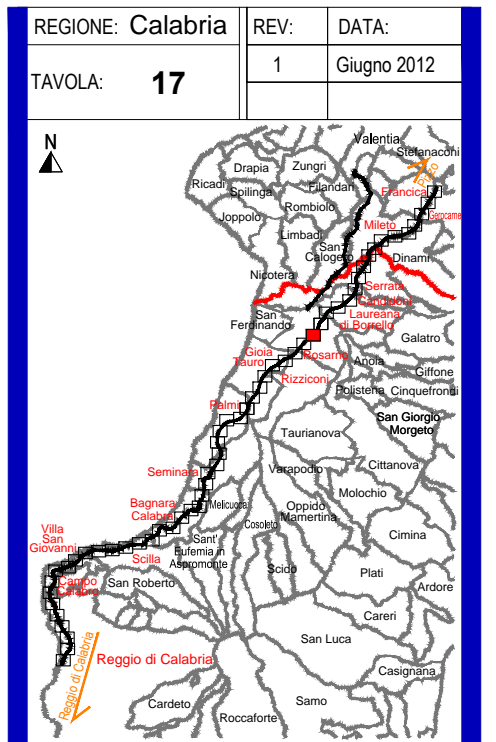 REGIONE: Calabria
REV:
DATA:
TAVOLA: 17
1
Giugno 2012
N
Valentia
Stefanaconi
Pizzo
Drapia
Zungri
Ricadi
Spilinga
Filandari
Francica
Rombiolo
Joppolo
Gerocarne
Mileto
Limbadi
San
Calogero
Dinami
Nicotera
Serrata
Candidoni
San
Ferdinando
Laureana
di Borrello
Galatro
Gioia
Tauro
Rosarno
Anoia
Giffone
Rizziconi
Polistena
Cinquefrondi
Palmi
San Giorgio
Morgeto
Taurianova
Seminara
Varapodio
Cittanova
Molochio
Bagnara
Calabra
Melicuccà
Oppido
Mamertina
Cosoleto
Villa
San
Giovanni
Sant'
Eufemia in
Aspromonte
Cimina
Scilla
Scido
Plati
Campo
Calabro
San Roberto
Ardore
Careri
San Luca
Reggio di Calabria
Reggio di Calabria
Casignana
Cardeto
Samo
Roccaforte